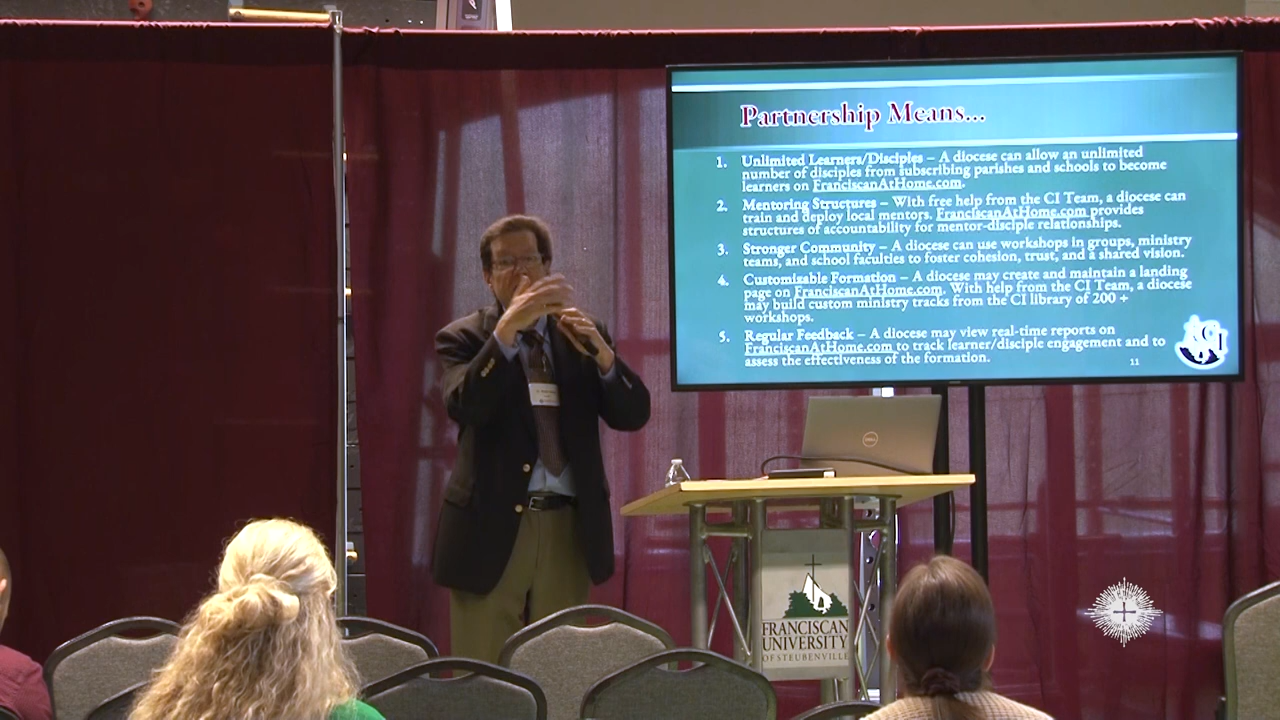 Partnership Means...
1. Unlimited Learners/Disciples – A diocese can allow an unlimited
number of disciples from subscribing parishes and schools to become
learners on FranciscanAtHome.com.
2. Mentoring Structures – With free help from the CI Team, a diocese can
train and deploy local mentors. FranciscanAtHome.com provides
structures of accountability for mentor-disciple relationships.
3. Stronger Community – A diocese can use workshops in groups, ministry
teams, and school faculties to foster cohesion, trust, and a shared vision.
4. Customizable Formation – A diocese may create and maintain a landing
page on FranciscanAtHome.com. With help from the CI Team, a diocese
may build custom ministry tracks from the CI library of 200 +
workshops.
5. Regular Feedback – A diocese may view real-time reports on
FranciscanAtHome.com to track learner/disciple engagement and to
assess the effectiveness of the formation.
11
CI
DELL
FRANCISCAN
UNIVERSITY
OF STEUBENVILLE